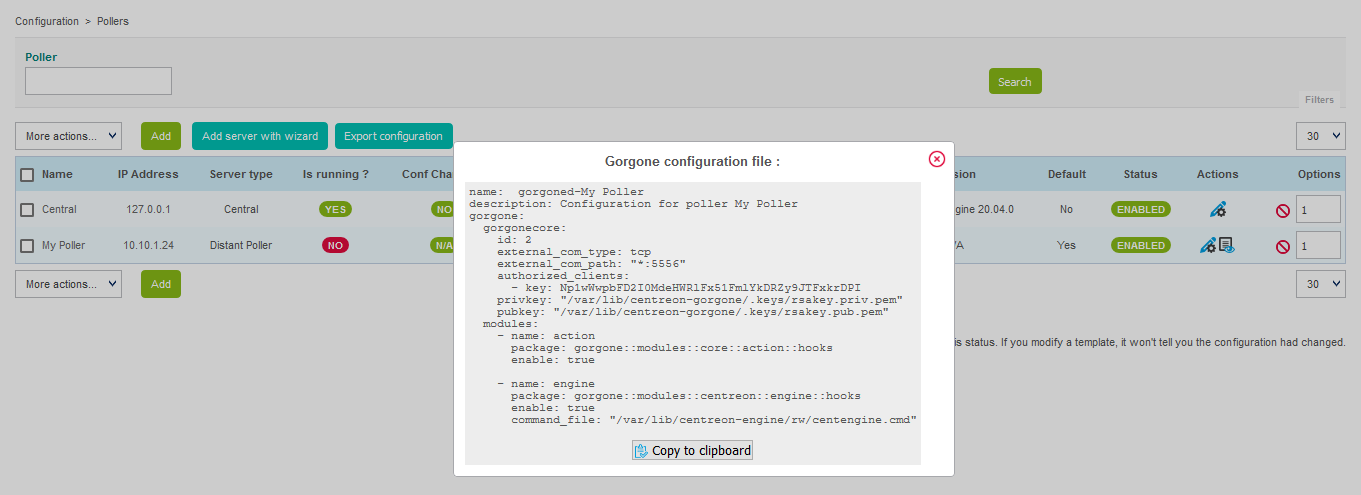 Configuration > Pollers
Poller
Search
Filters
More actions...
Add
Add server with wizard
Export configuration
30
Name IP Address Server type Is running ? Conf Cha sion Default Status Actions Options
Central 127.0.0.1 Central YES NO gine 20.04.0 No ENABLED 1
My Poller 10.10.1.24 Distant Poller NO N/A /A Yes ENABLED 1
More actions...
Add
30
is status. If you modify a template, it won't tell you the configuration had changed.
Gorgone configuration file :
name:  gorgoned-My Poller
description: Configuration for poller My Poller
gorgone:
  gorgonecore:
    id: 2
    external_com_type: tcp
    external_com_path: "*:5556"
    authorized_clients:
      - key: Np1wWwpbFD2I0MdeHWRlFx51FmlYkDRZy9JTFxkrDPI
    privkey: "/var/lib/centreon-gorgone/.keys/rsakey.priv.pem"
    pubkey: "/var/lib/centreon-gorgone/.keys/rsakey.pub.pem"
  modules:
    - name: action
      package: gorgone::modules::core::action::hooks
      enable: true
    - name: engine
      package: gorgone::modules::centreon::engine::hooks
      enable: true
      command_file: "/var/lib/centreon-engine/rw/centengine.cmd"
Copy to clipboard